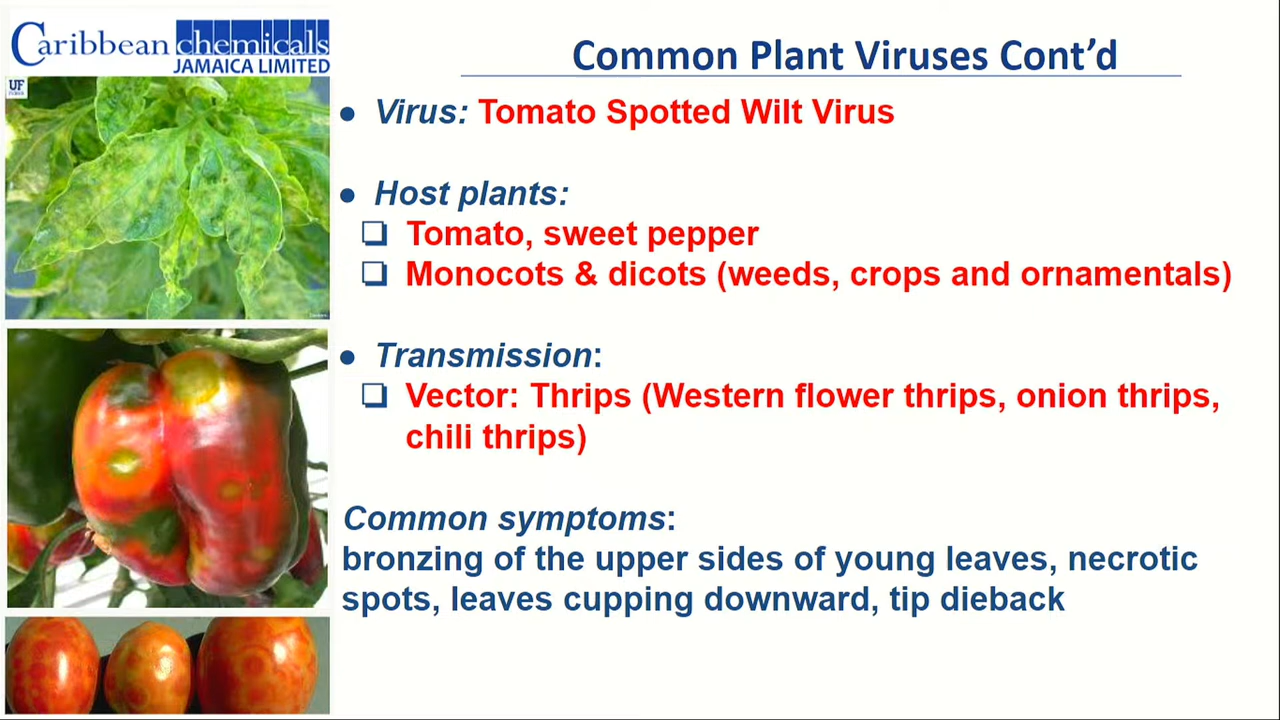 Caribbean chemicals
JAMAICA LIMITED
UF
Common Plant Viruses Cont’d
● Virus: Tomato Spotted Wilt Virus
● Host plants:
❑ Tomato, sweet pepper
❑ Monocots & dicots (weeds, crops and ornamentals)
● Transmission:
❑ Vector: Thrips (Western flower thrips, onion thrips,
chili thrips)
Common symptoms:
bronzing of the upper sides of young leaves, necrotic
spots, leaves cupping downward, tip dieback